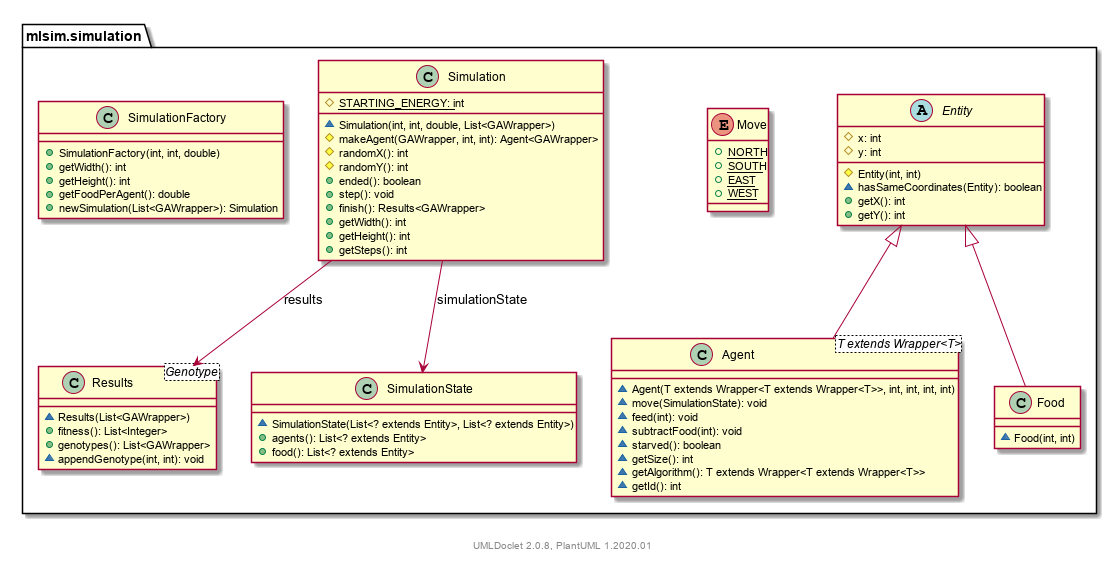 mlsim.simulation
C SimulationFactory
SimulationFactory(int, int, double)
getWidth(): int
getHeight(): int
getFoodPerAgent(): double
newSimulation(List<GAWrapper>): Simulation
C Simulation
STARTING_ENERGY: int
Simulation(int, int, double, List<GAWrapper>)
makeAgent(GAWrapper, int, int): Agent<GAWrapper>
randomX(): int
randomY(): int
ended(): boolean
step(): void
finish(): Results<GAWrapper>
getWidth(): int
getHeight(): int
getSteps(): int
E Move
NORTH
SOUTH
EAST
WEST
A Entity
x: int
y: int
Entity(int, int)
hasSameCoordinates(Entity): boolean
getX(): int
getY(): int
results
simulationState
C Results
Genotype
Results(List<GAWrapper>)
fitness(): List<Integer>
genotypes(): List<GAWrapper>
appendGenotype(int, int): void
C SimulationState
SimulationState(List<? extends Entity>, List<? extends Entity>)
agents(): List<? extends Entity>
food(): List<? extends Entity>
C Agent
T extends Wrapper<T>
Agent(T extends Wrapper<T extends Wrapper<T>>, int, int, int, int)
move(SimulationState): void
feed(int): void
subtractFood(int): void
starved(): boolean
getSize(): int
getAlgorithm(): T extends Wrapper<T extends Wrapper<T>>
getId(): int
C Food
Food(int, int)
UMLDoclet 2.0.8, PlantUML 1.2020.01